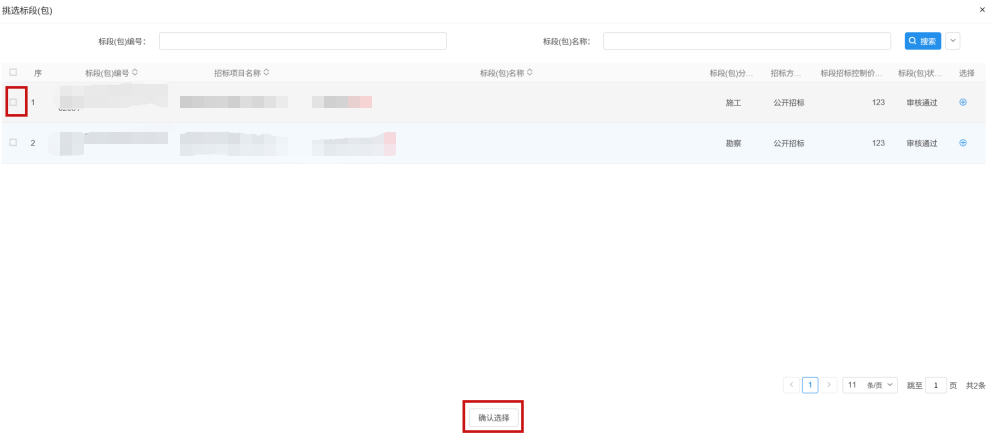 挑选标段(包)
×
标段(包)编号：
标段(包)名称：
搜索
序 标段(包)编号 招标项目名称 标段(包)名称 标段(包)分... 招标方... 标段招标控制价... 标段(包)状... 选择
1 施工 公开招标 123 审核通过
2 勘察 公开招标 123 审核通过
< 1 > 11 条/页 跳至 1 页 共2条
确认选择